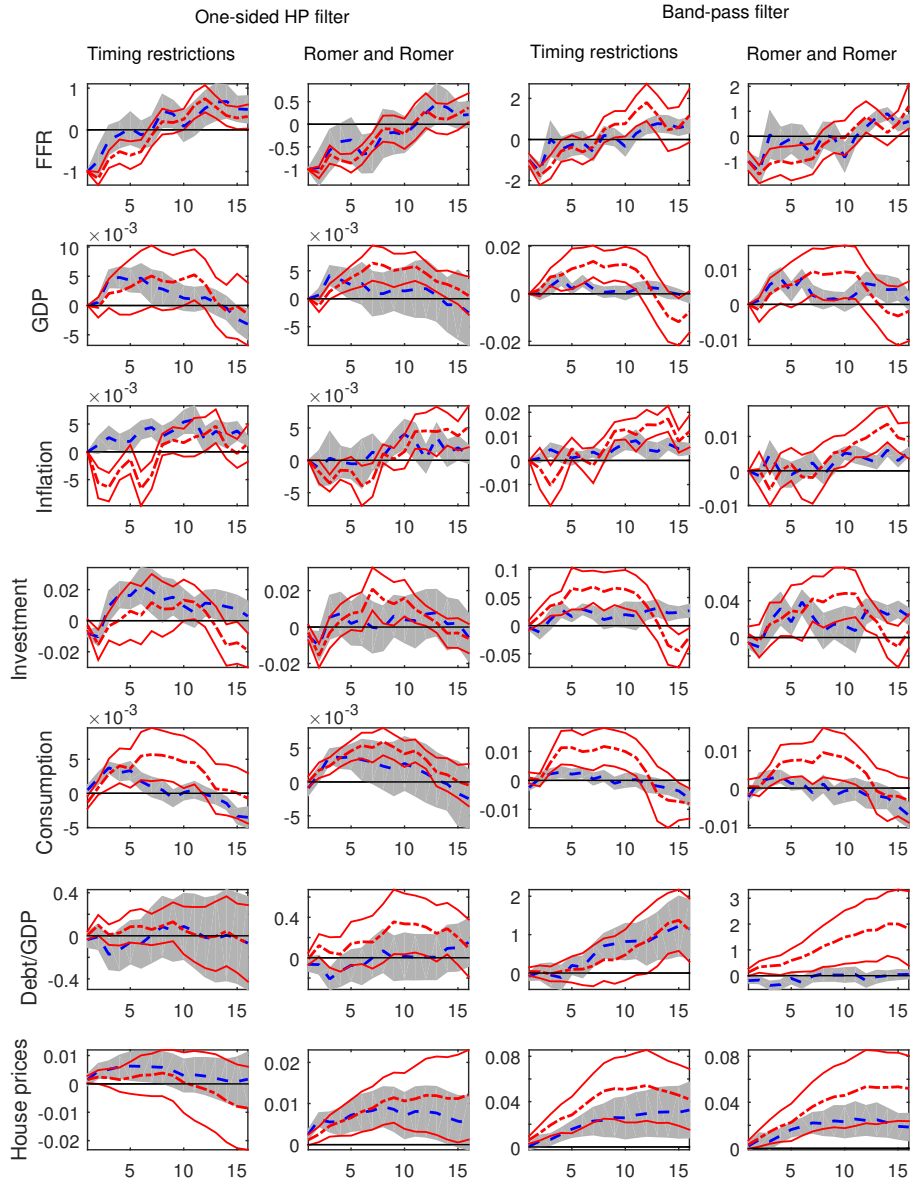 One-sided HP filter Band-pass filter
Timing restrictions Romer and Romer Timing restrictions Romer and Romer
FFR
1 0 -1
5 10 15
0.5 0 -0.5 -1
5 10 15
2 0 -2
5 10 15
2 1 0 -1
5 10 15
GDP
× 10⁻³
10 5 0 -5
5 10 15
× 10⁻³
10 5 0 -5
5 10 15
0.02 0 -0.02
5 10 15
0.01 0 -0.01
5 10 15
Inflation
× 10⁻³
5 0 -5
5 10 15
× 10⁻³
5 0 -5
5 10 15
0.02 0.01 0 -0.01
5 10 15
0.01 0 -0.01
5 10 15
Investment
0.02 0 -0.02
5 10 15
0.02 0 -0.02
5 10 15
0.1 0.05 0 -0.05
5 10 15
0.04 0
5 10 15
Consumption
× 10⁻³
5 0 -5
5 10 15
× 10⁻³
5 0 -5
5 10 15
0.01 0 -0.01
5 10 15
0.01 0 -0.01
5 10 15
Debt/GDP
0.4 0 -0.4
5 10 15
0.4 0
5 10 15
2 1 0
5 10 15
3 2 1 0
5 10 15
House prices
0.01 0 -0.01 -0.02
5 10 15
0.02 0.01 0
5 10 15
0.08 0.04 0
5 10 15
0.08 0.04 0
5 10 15